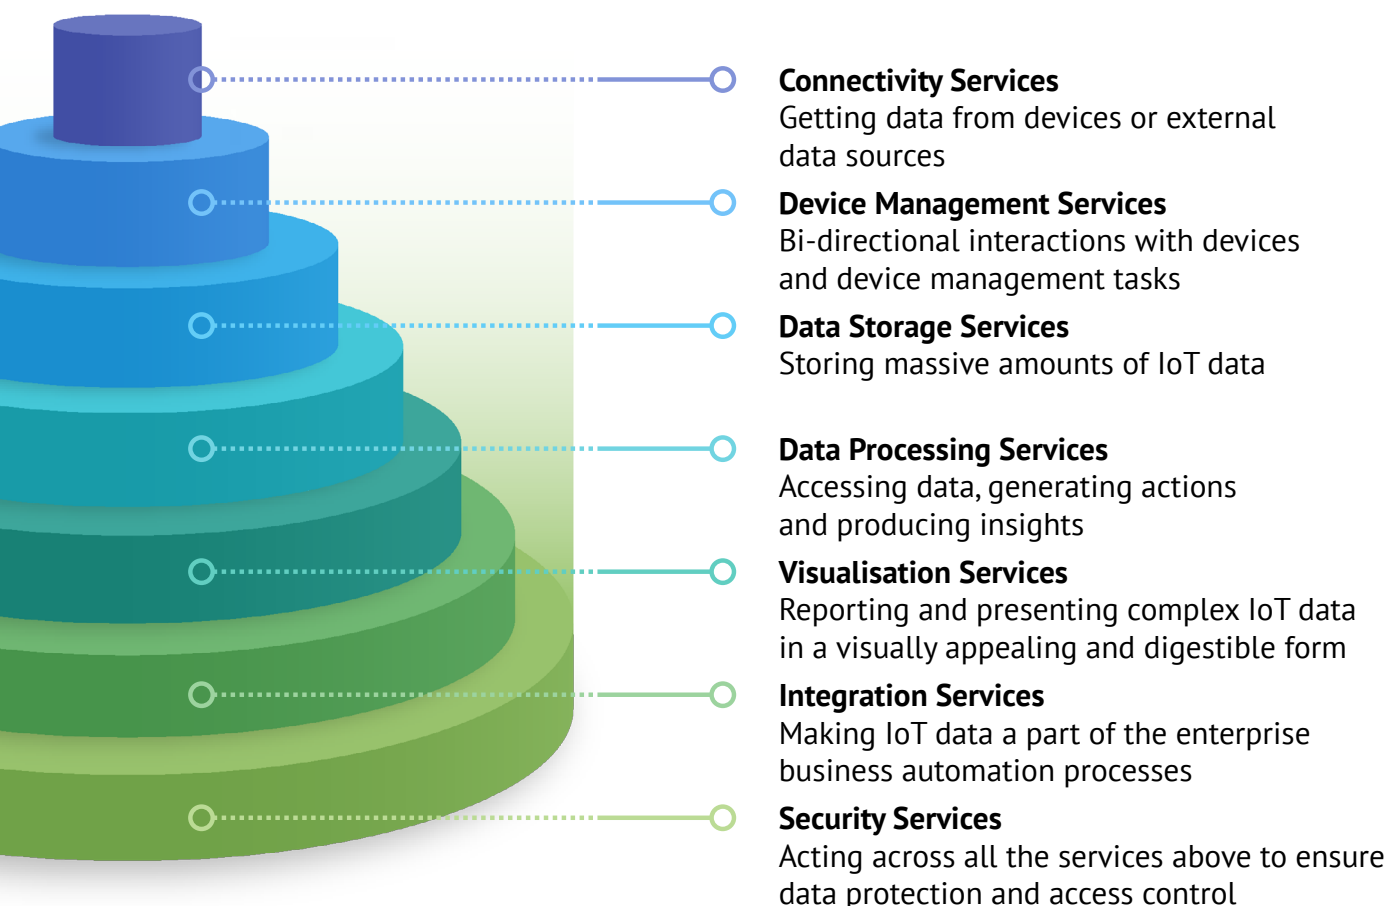 Connectivity Services
Getting data from devices or external
data sources
Device Management Services
Bi-directional interactions with devices
and device management tasks
Data Storage Services
Storing massive amounts of IoT data
Data Processing Services
Accessing data, generating actions
and producing insights
Visualisation Services
Reporting and presenting complex IoT data
in a visually appealing and digestible form
Integration Services
Making IoT data a part of the enterprise
business automation processes
Security Services
Acting across all the services above to ensure
data protection and access control